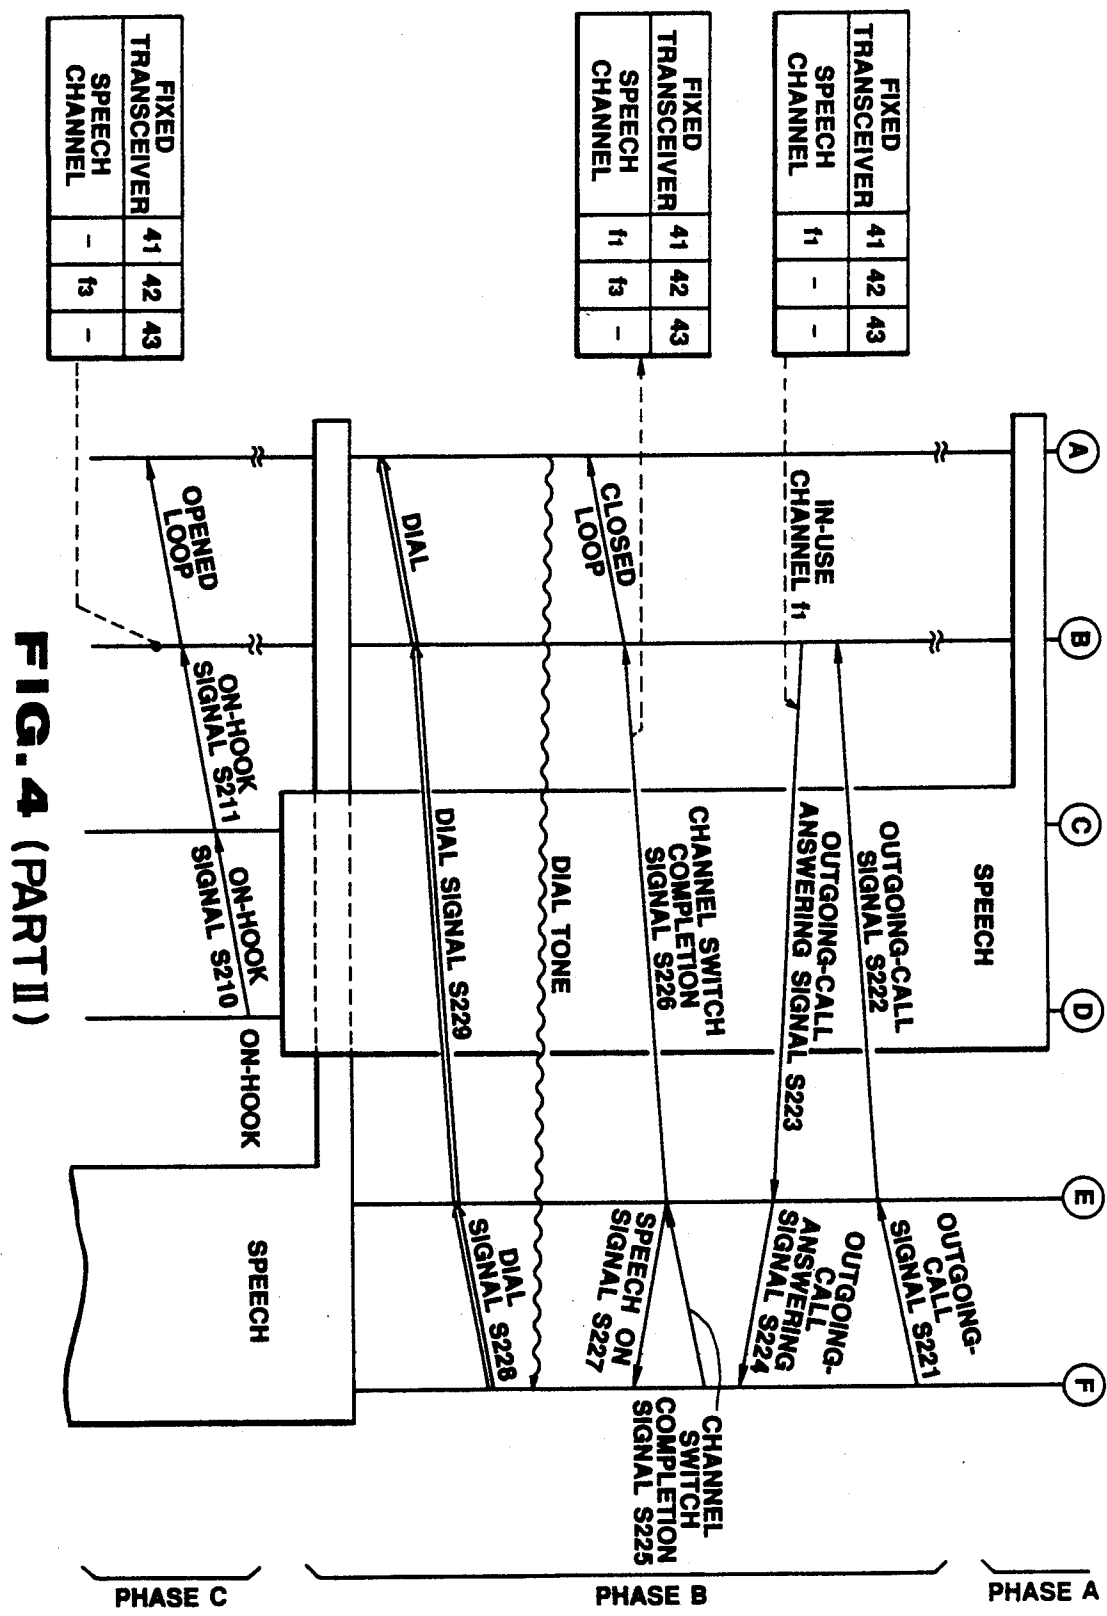 A
B
C
D
E
F
PHASE A
PHASE B
PHASE C
FIXED
TRANSCEIVER 41 42 43
SPEECH
CHANNEL f1 - -
FIXED
TRANSCEIVER 41 42 43
SPEECH
CHANNEL f1 f3 -
FIXED
TRANSCEIVER 41 42 43
SPEECH
CHANNEL - f3 -
SPEECH
OUTGOING-
CALL
SIGNAL S221
OUTGOING-CALL
SIGNAL S222
IN-USE
CHANNEL f1
OUTGOING-CALL
ANSWERING SIGNAL S223
OUTGOING-
CALL
ANSWERING
SIGNAL S224
CHANNEL
SWITCH
COMPLETION
SIGNAL S225
CHANNEL SWITCH
COMPLETION
SIGNAL S226
CLOSED
LOOP
SPEECH ON
SIGNAL S227
DIAL TONE
DIAL
SIGNAL S228
DIAL SIGNAL S229
DIAL
SPEECH
ON-HOOK
ON-HOOK
SIGNAL S210
ON-HOOK
SIGNAL S211
OPENED
LOOP
FIG. 4 (PART II)